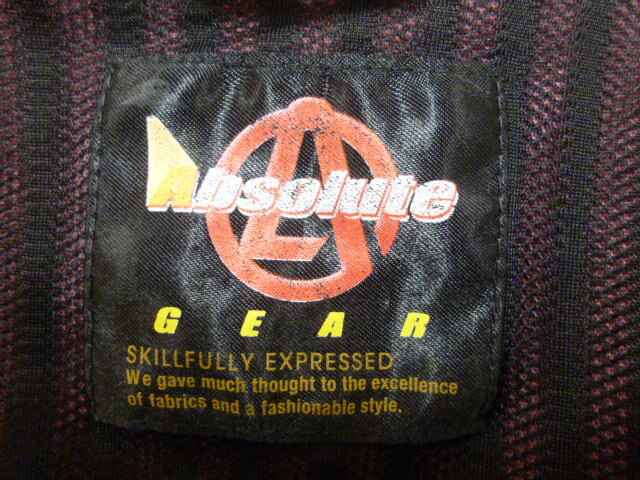 Absolute
GEAR
SKILLFULLY EXPRESSED
We gave much thought to the excellence
of fabrics and a fashionable style.